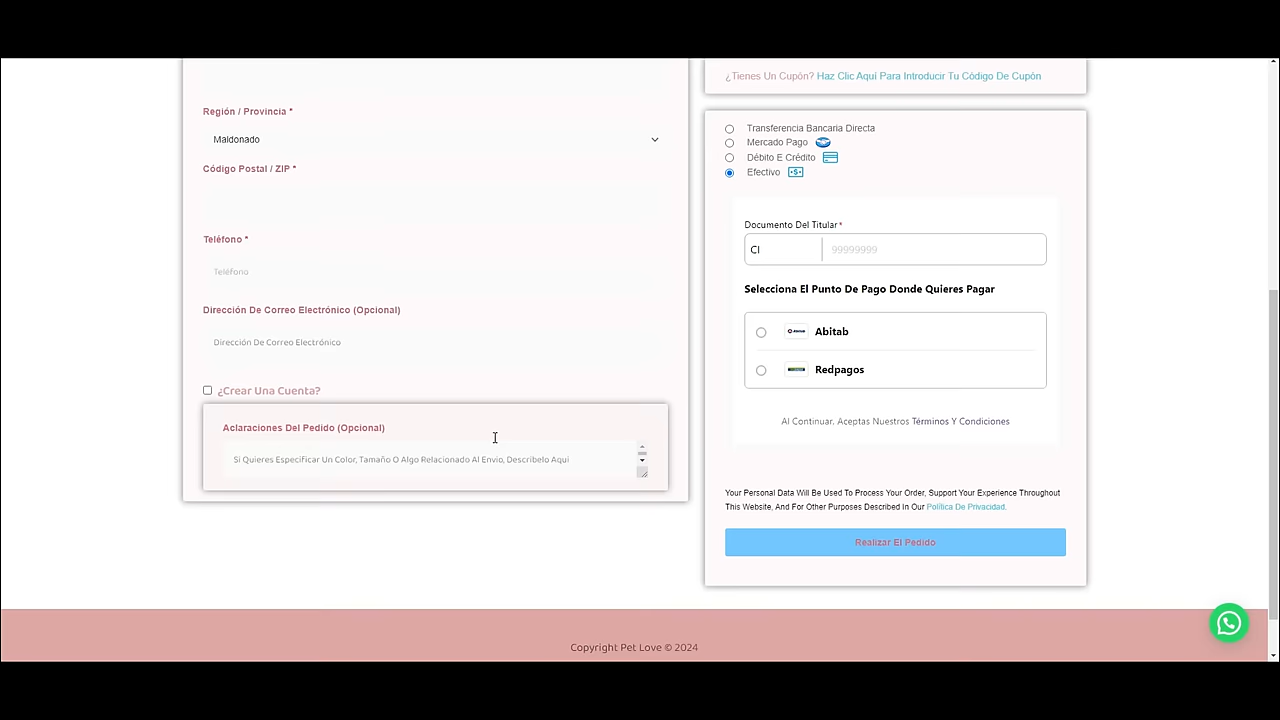 Región / Provincia *
Maldonado
Código Postal / ZIP *
Teléfono *
Teléfono
Dirección De Correo Electrónico (Opcional)
Dirección De Correo Electrónico
¿Crear Una Cuenta?
Aclaraciones Del Pedido (Opcional)
Si Quieres Especificar Un Color, Tamaño O Algo Relacionado Al Envio, Descríbelo Aquí
¿Tienes Un Cupón? Haz Clic Aquí Para Introducir Tu Código De Cupón
Transferencia Bancaria Directa
Mercado Pago
Débito E Crédito
Efectivo
Documento Del Titular*
CI 99999999
Selecciona El Punto De Pago Donde Quieres Pagar
Abitab
Redpagos
Al Continuar, Aceptas Nuestros Términos Y Condiciones
Your Personal Data Will Be Used To Process Your Order, Support Your Experience Throughout
This Website, And For Other Purposes Described In Our Política De Privacidad.
Realizar El Pedido
Copyright Pet Love © 2024